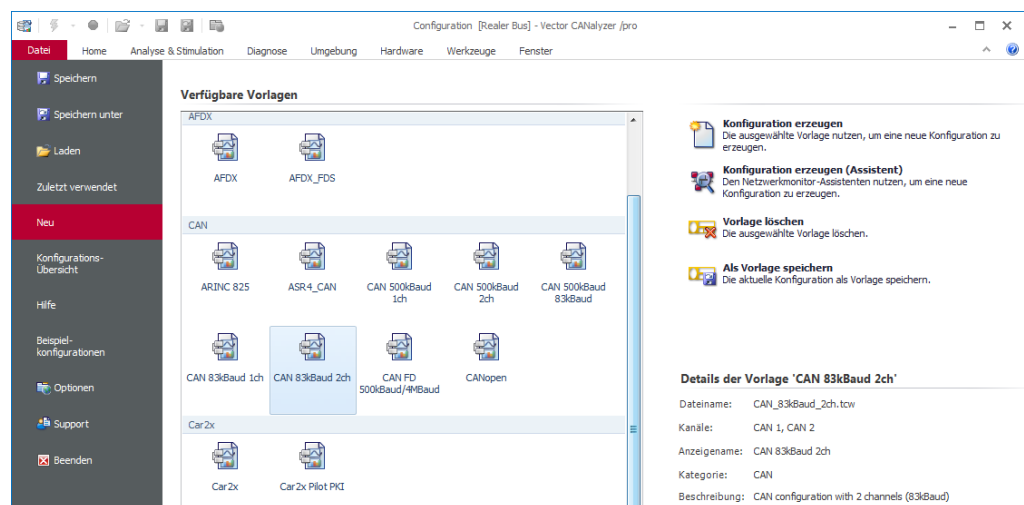 Configuration [Realer Bus] - Vector CANalyzer /pro
Datei Home Analyse & Stimulation Diagnose Umgebung Hardware Werkzeuge Fenster
Speichern
Speichern unter
Laden
Zuletzt verwendet
Neu
Konfigurations-
Übersicht
Hilfe
Beispiel-
konfigurationen
Optionen
Support
Beenden
Verfügbare Vorlagen
AFDX
AFDX AFDX_FDS
CAN
ARINC 825 ASR4_CAN CAN 500kBaud CAN 500kBaud CAN 500kBaud
1ch 2ch 83kBaud
CAN 83kBaud 1ch CAN 83kBaud 2ch CAN FD CANopen
500kBaud/4MBaud
Car2x
Car2x Car2x Pilot PKI
Konfiguration erzeugen
Die ausgewählte Vorlage nutzen, um eine neue Konfiguration zu
erzeugen.
Konfiguration erzeugen (Assistent)
Den Netzwerkmonitor-Assistenten nutzen, um eine neue
Konfiguration zu erzeugen.
Vorlage löschen
Die ausgewählte Vorlage löschen.
Als Vorlage speichern
Die aktuelle Konfiguration als Vorlage speichern.
Details der Vorlage 'CAN 83kBaud 2ch'
Dateiname: CAN_83kBaud_2ch.tcw
Kanäle: CAN 1, CAN 2
Anzeigename: CAN 83kBaud 2ch
Kategorie: CAN
Beschreibung: CAN configuration with 2 channels (83kBaud)